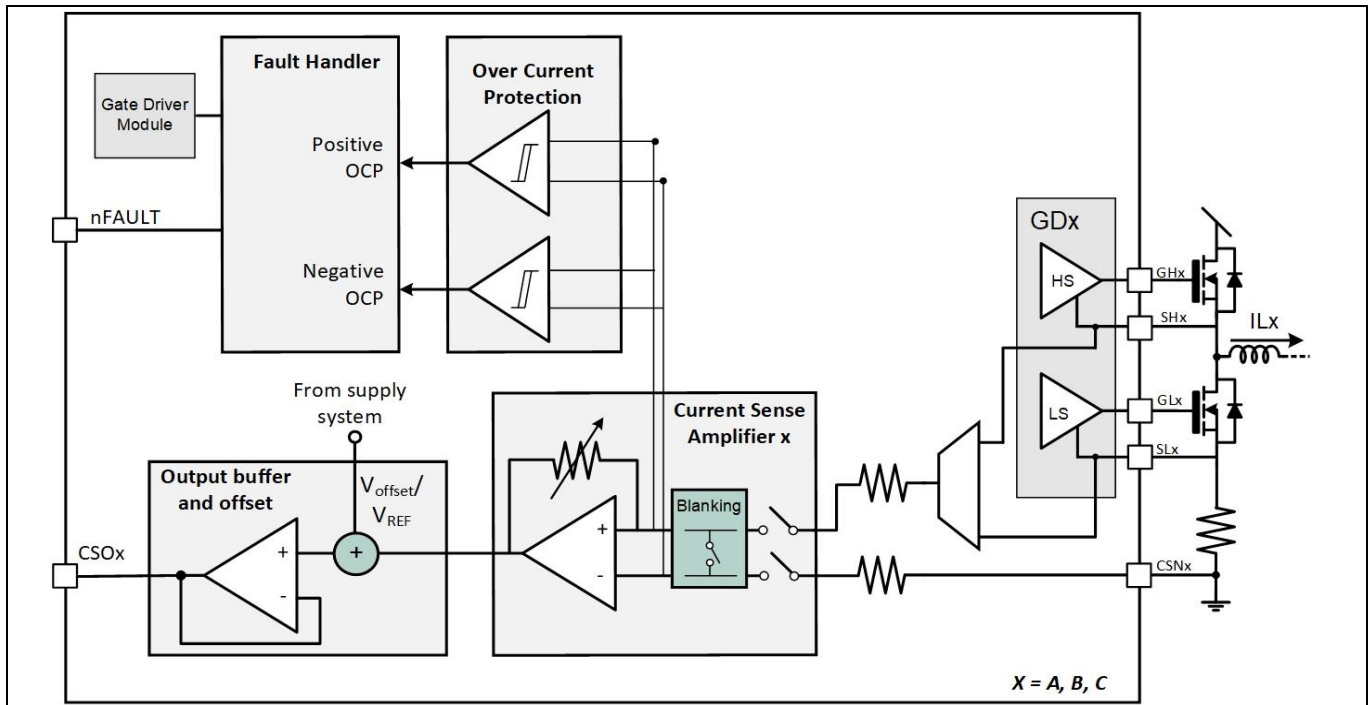 Fault Handler
Over Current
Protection
Gate Driver
Module
Positive
OCP
nFAULT
Negative
OCP
GDx
HS
GHx
SHx
ILx
LS
GLx
SLx
From supply
system
Current Sense
Amplifier x
Output buffer
and offset
Voffset/
VREF
Blanking
+
-
+
-
+
CSOx
CSNx
X = A, B, C